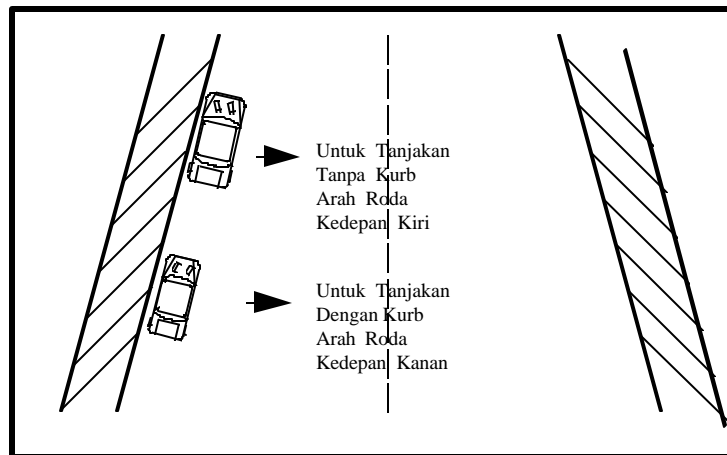 Untuk Tanjakan
Tanpa Kurb
Arah Roda
Kedepan Kiri
Untuk Tanjakan
Dengan Kurb
Arah Roda
Kedepan Kanan